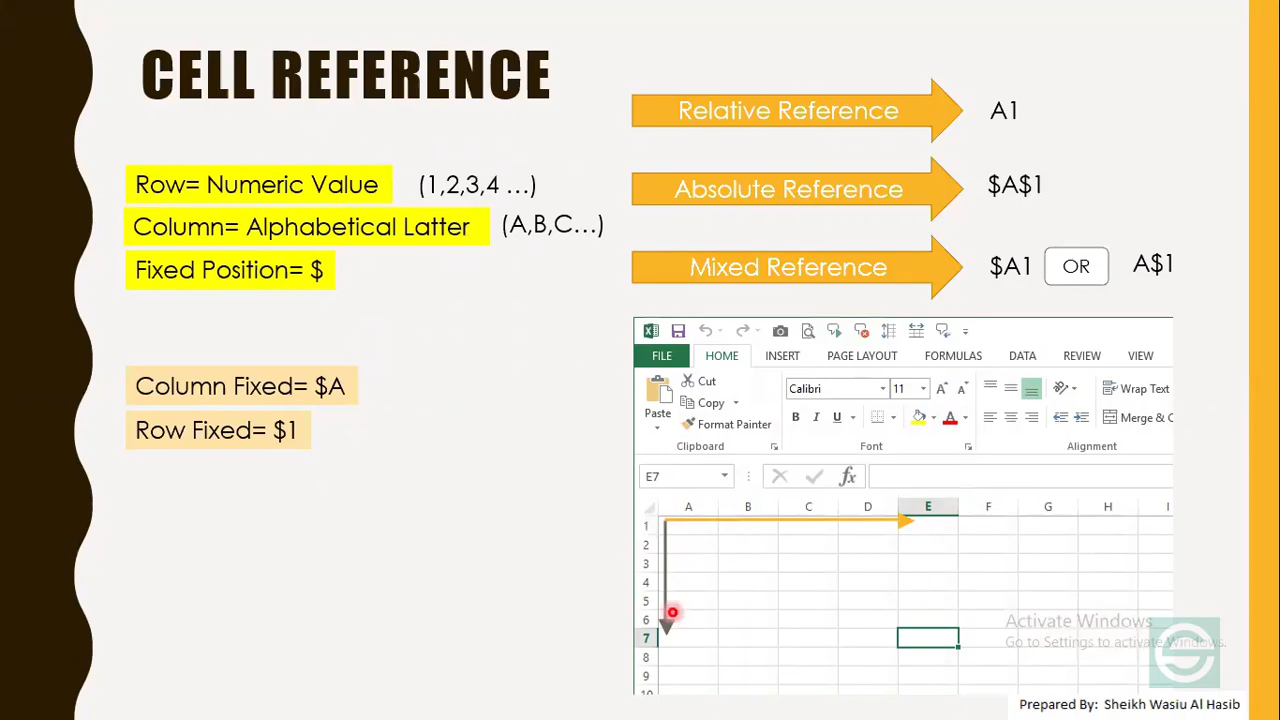 CELL REFERENCE
Row= Numeric Value (1,2,3,4 ...)
Column= Alphabetical Latter (A,B,C...)
Fixed Position= $
Column Fixed= $A
Row Fixed= $1
Relative Reference A1
Absolute Reference $A$1
Mixed Reference $A1 OR A$1
FILE HOME INSERT PAGE LAYOUT FORMULAS DATA REVIEW VIEW
Cut
Copy
Format Painter
Paste
Clipboard
Calibri 11
B I U A
Font
Wrap Text
Merge & C
Alignment
E7 fx
A B C D E F G H I
1
2
3
4
5
6
7
8
9
10
Activate Windows
Go to Settings to activate Windows.
Prepared By: Sheikh Wasiu Al Hasib